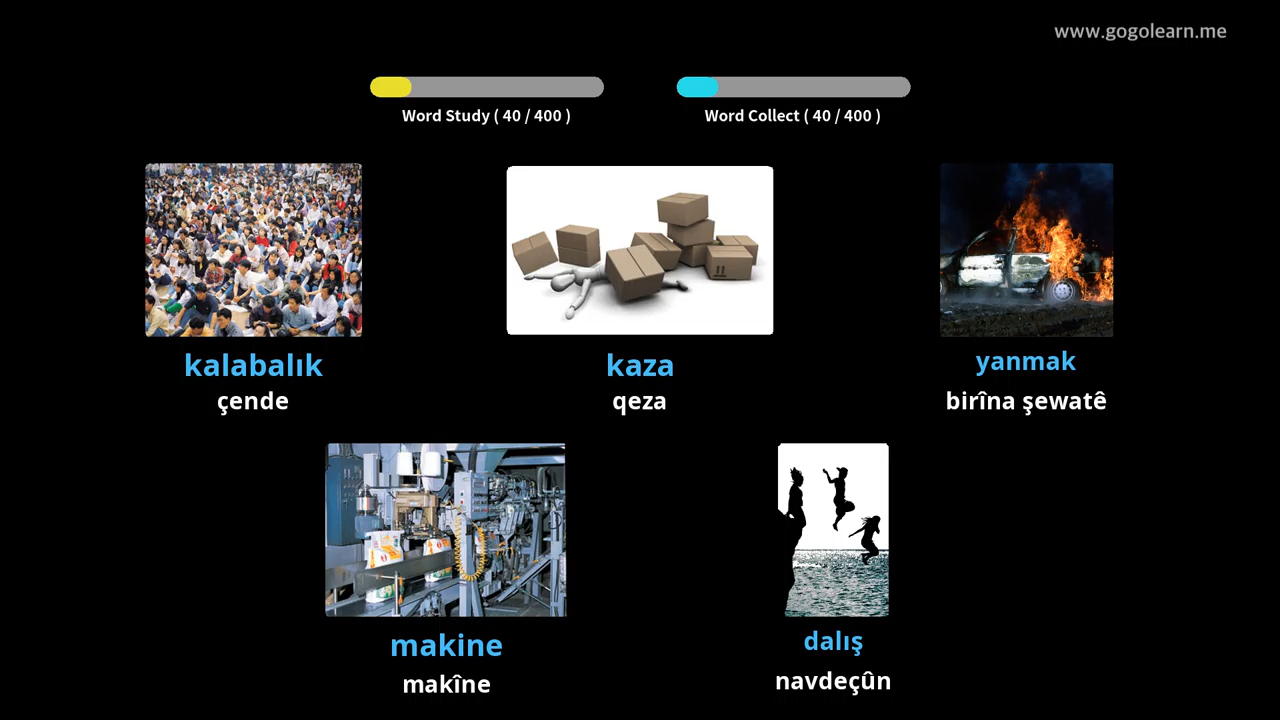 www.gogolearn.me
Word Study ( 40 / 400 )
Word Collect ( 40 / 400 )
kalabalık
çende
kaza
qeza
yanmak
birîna şewatê
makine
makîne
dalış
navdeçûn